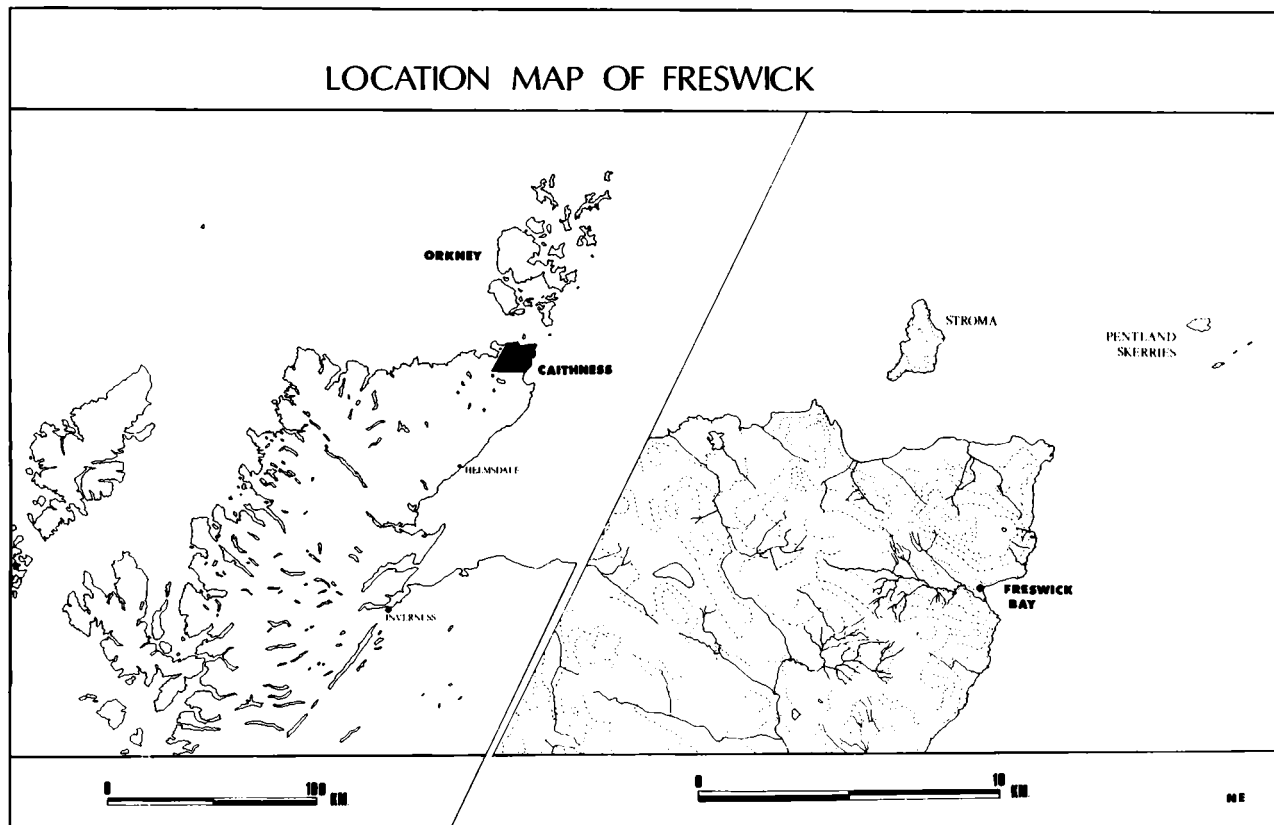 LOCATION MAP OF FRESWICK
ORKNEY
CAITHNESS
HELMSDALE
INVERNESS
STROMA
PENTLAND
SKERRIES
FRESWICK
BAY
0 100 KM
0 10 KM
NE